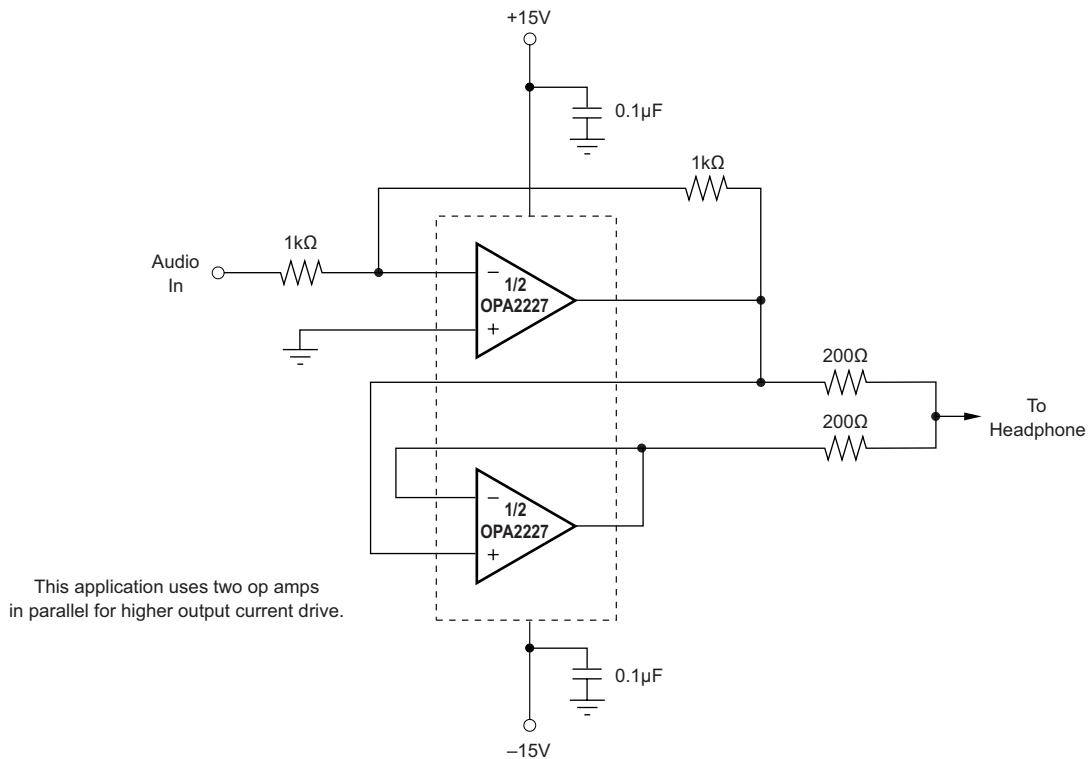 +15V
0.1µF
1kΩ
1kΩ
Audio
In
−
1/2
OPA2227
+
200Ω
200Ω
To
Headphone
−
1/2
OPA2227
+
This application uses two op amps
in parallel for higher output current drive.
0.1µF
–15V